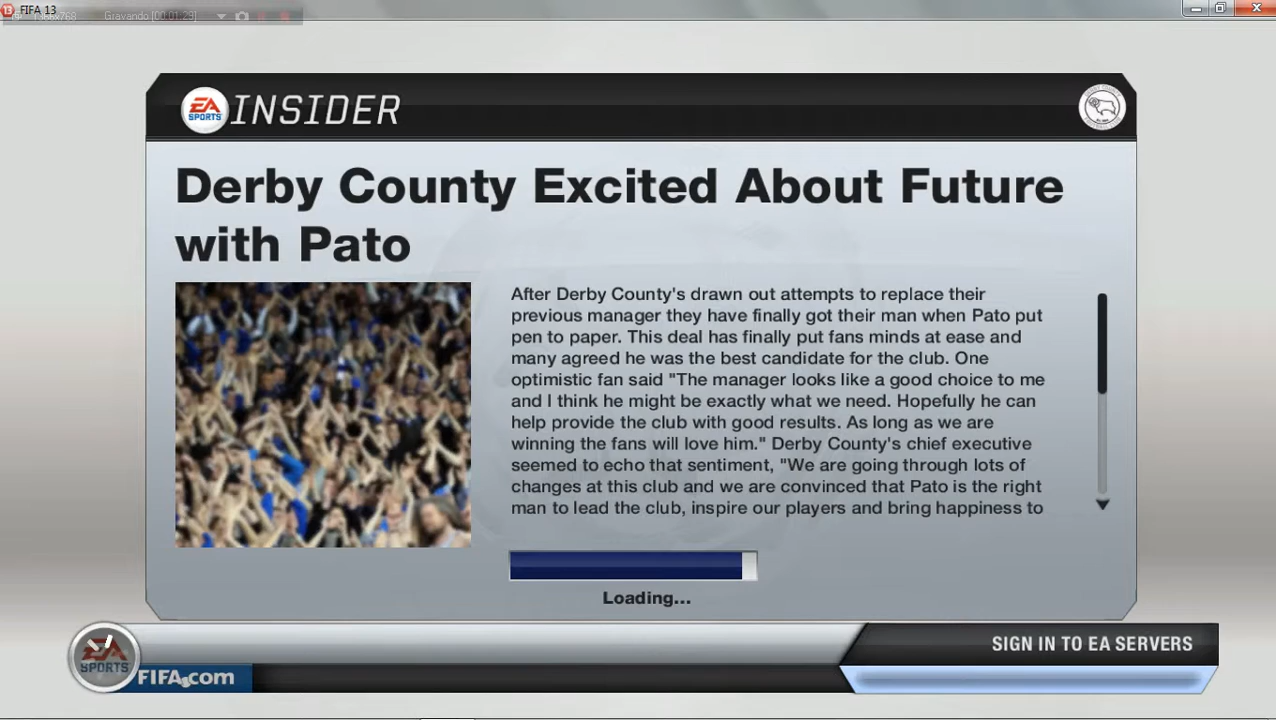 FIFA 13
1366x768 Gravando [00:01:23]
EA SPORTS INSIDER
Derby County Excited About Future
with Pato
After Derby County's drawn out attempts to replace their
previous manager they have finally got their man when Pato put
pen to paper. This deal has finally put fans minds at ease and
many agreed he was the best candidate for the club. One
optimistic fan said "The manager looks like a good choice to me
and I think he might be exactly what we need. Hopefully he can
help provide the club with good results. As long as we are
winning the fans will love him." Derby County's chief executive
seemed to echo that sentiment, "We are going through lots of
changes at this club and we are convinced that Pato is the right
man to lead the club, inspire our players and bring happiness to
Loading...
SIGN IN TO EA SERVERS
EA SPORTS
FIFA.com